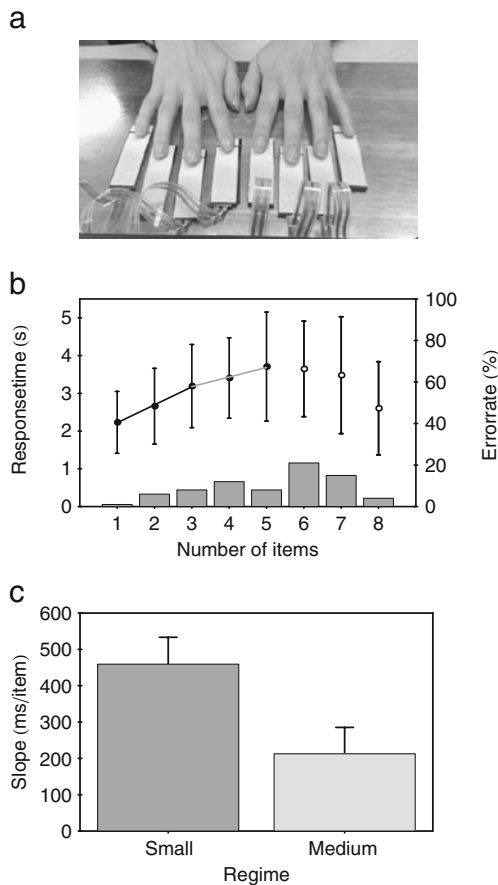 a
b
Responsetime (s)
5
4
3
2
1
0
100
80
60
40
20
0
Errorrate (%)
1 2 3 4 5 6 7 8
Number of items
c
Slope (ms/item)
600
500
400
300
200
100
0
Small Medium
Regime